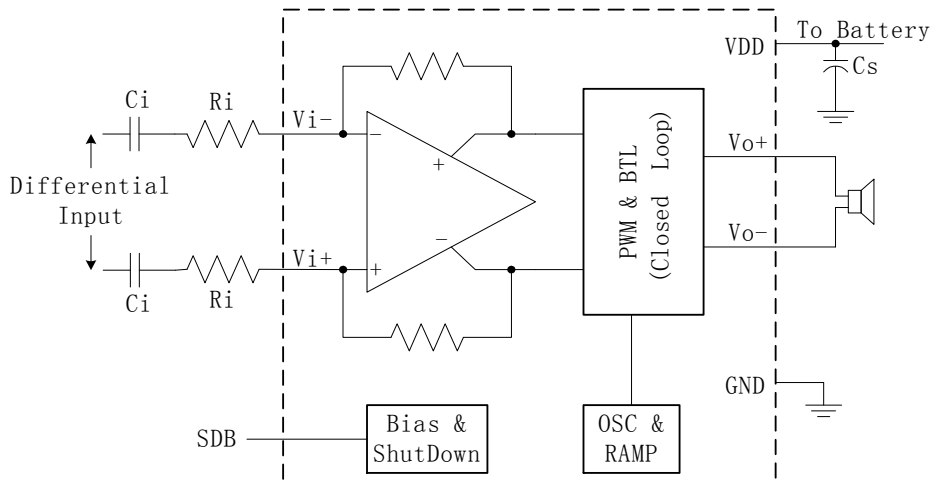 To Battery
VDD
Cs
Ci
Ri
Vi-
−
+
PWM & BTL
(Closed Loop)
Vo+
Differential
Input
Vo-
−
Vi+
+
Ci
Ri
GND
SDB
Bias &
ShutDown
OSC &
RAMP